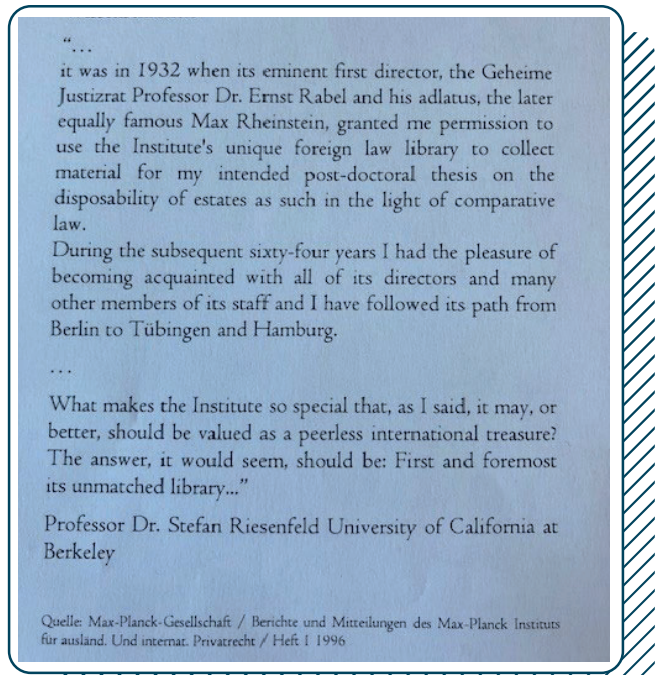 “...
it was in 1932 when its eminent first director, the Geheime
Justizrat Professor Dr. Ernst Rabel and his adlatus, the later
equally famous Max Rheinstein, granted me permission to
use the Institute's unique foreign law library to collect
material for my intended post-doctoral thesis on the
disposability of estates as such in the light of comparative
law.
During the subsequent sixty-four years I had the pleasure of
becoming acquainted with all of its directors and many
other members of its staff and I have followed its path from
Berlin to Tübingen and Hamburg.
...
What makes the Institute so special that, as I said, it may, or
better, should be valued as a peerless international treasure?
The answer, it would seem, should be: First and foremost
its unmatched library...”
Professor Dr. Stefan Riesenfeld University of California at
Berkeley
Quelle: Max-Planck-Gesellschaft / Berichte und Mitteilungen des Max-Planck Instituts
für ausländ. Und internat. Privatrecht / Heft 1 1996